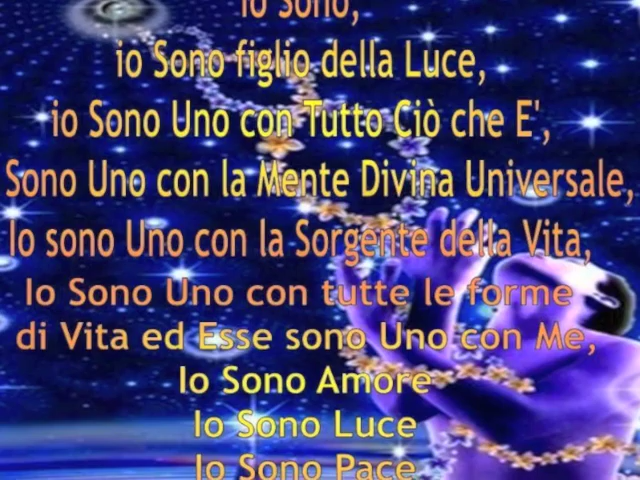 Io Sono,
io Sono figlio della Luce,
io Sono Uno con Tutto Ciò che E',
Sono Uno con la Mente Divina Universale,
Io sono Uno con la Sorgente della Vita,
Io Sono Uno con tutte le forme
di Vita ed Esse sono Uno con Me,
Io Sono Amore
Io Sono Luce
Io Sono Pace